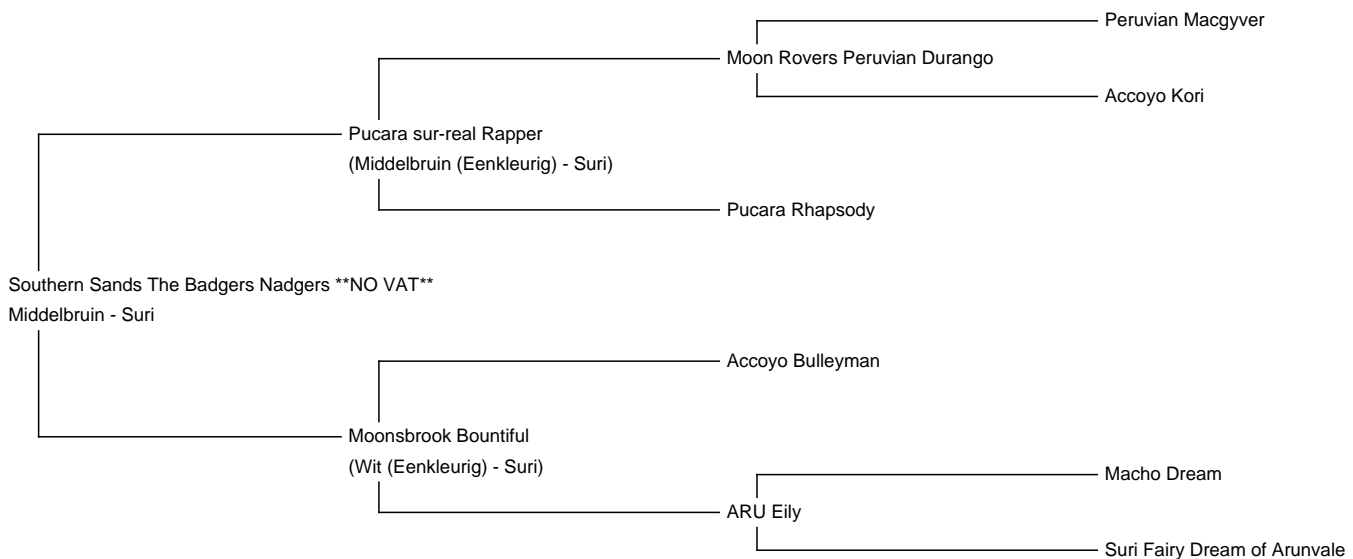 Peruvian Macgyver
Moon Rovers Peruvian Durango
Accoyo Kori
Pucara sur-real Rapper
(Middelbruin (Eenkleurig) - Suri)
Pucara Rhapsody
Southern Sands The Badgers Nadgers **NO VAT**
Middelbruin - Suri
Accoyo Bulleyman
Moonsbrook Bountiful
(Wit (Eenkleurig) - Suri)
Macho Dream
ARU Eily
Suri Fairy Dream of Arunvale